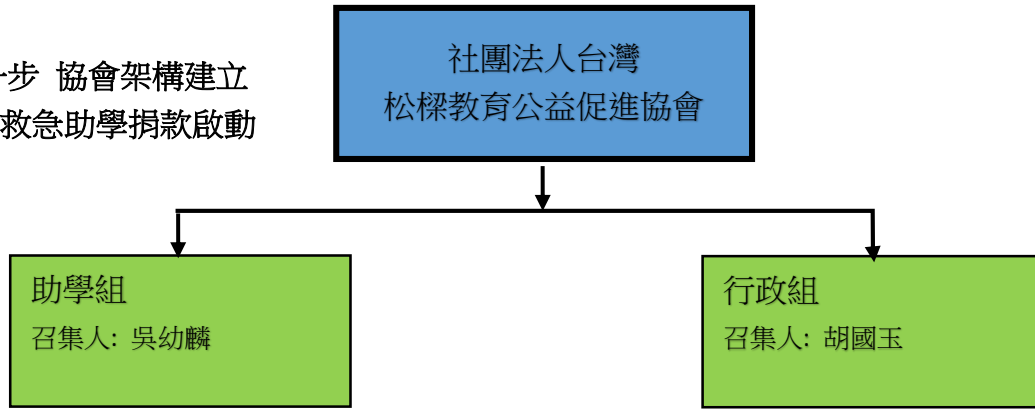 步 協會架構建立
救急助學捐款啟動
社團法人台灣
松樑教育公益促進協會
助學組
召集人: 吳幼麟
行政組
召集人: 胡國玉